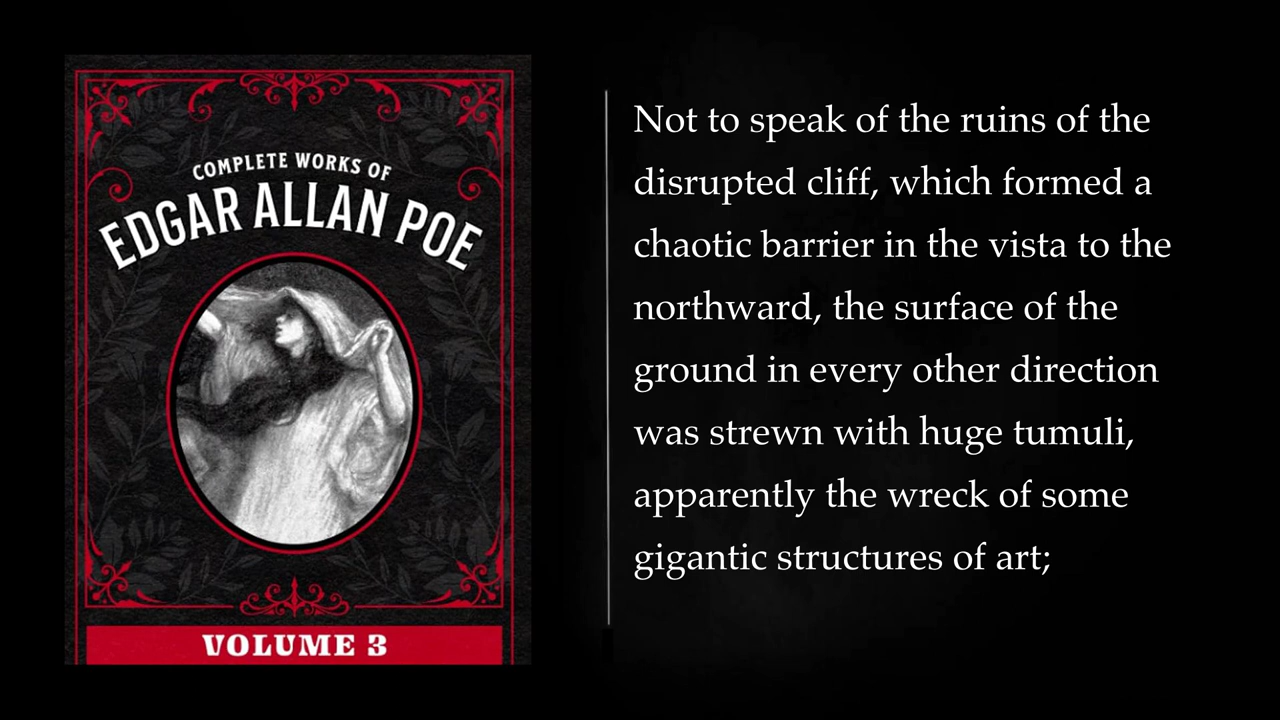 COMPLETE WORKS OF
EDGAR ALLAN POE
VOLUME 3
Not to speak of the ruins of the
disrupted cliff, which formed a
chaotic barrier in the vista to the
northward, the surface of the
ground in every other direction
was strewn with huge tumuli,
apparently the wreck of some
gigantic structures of art;